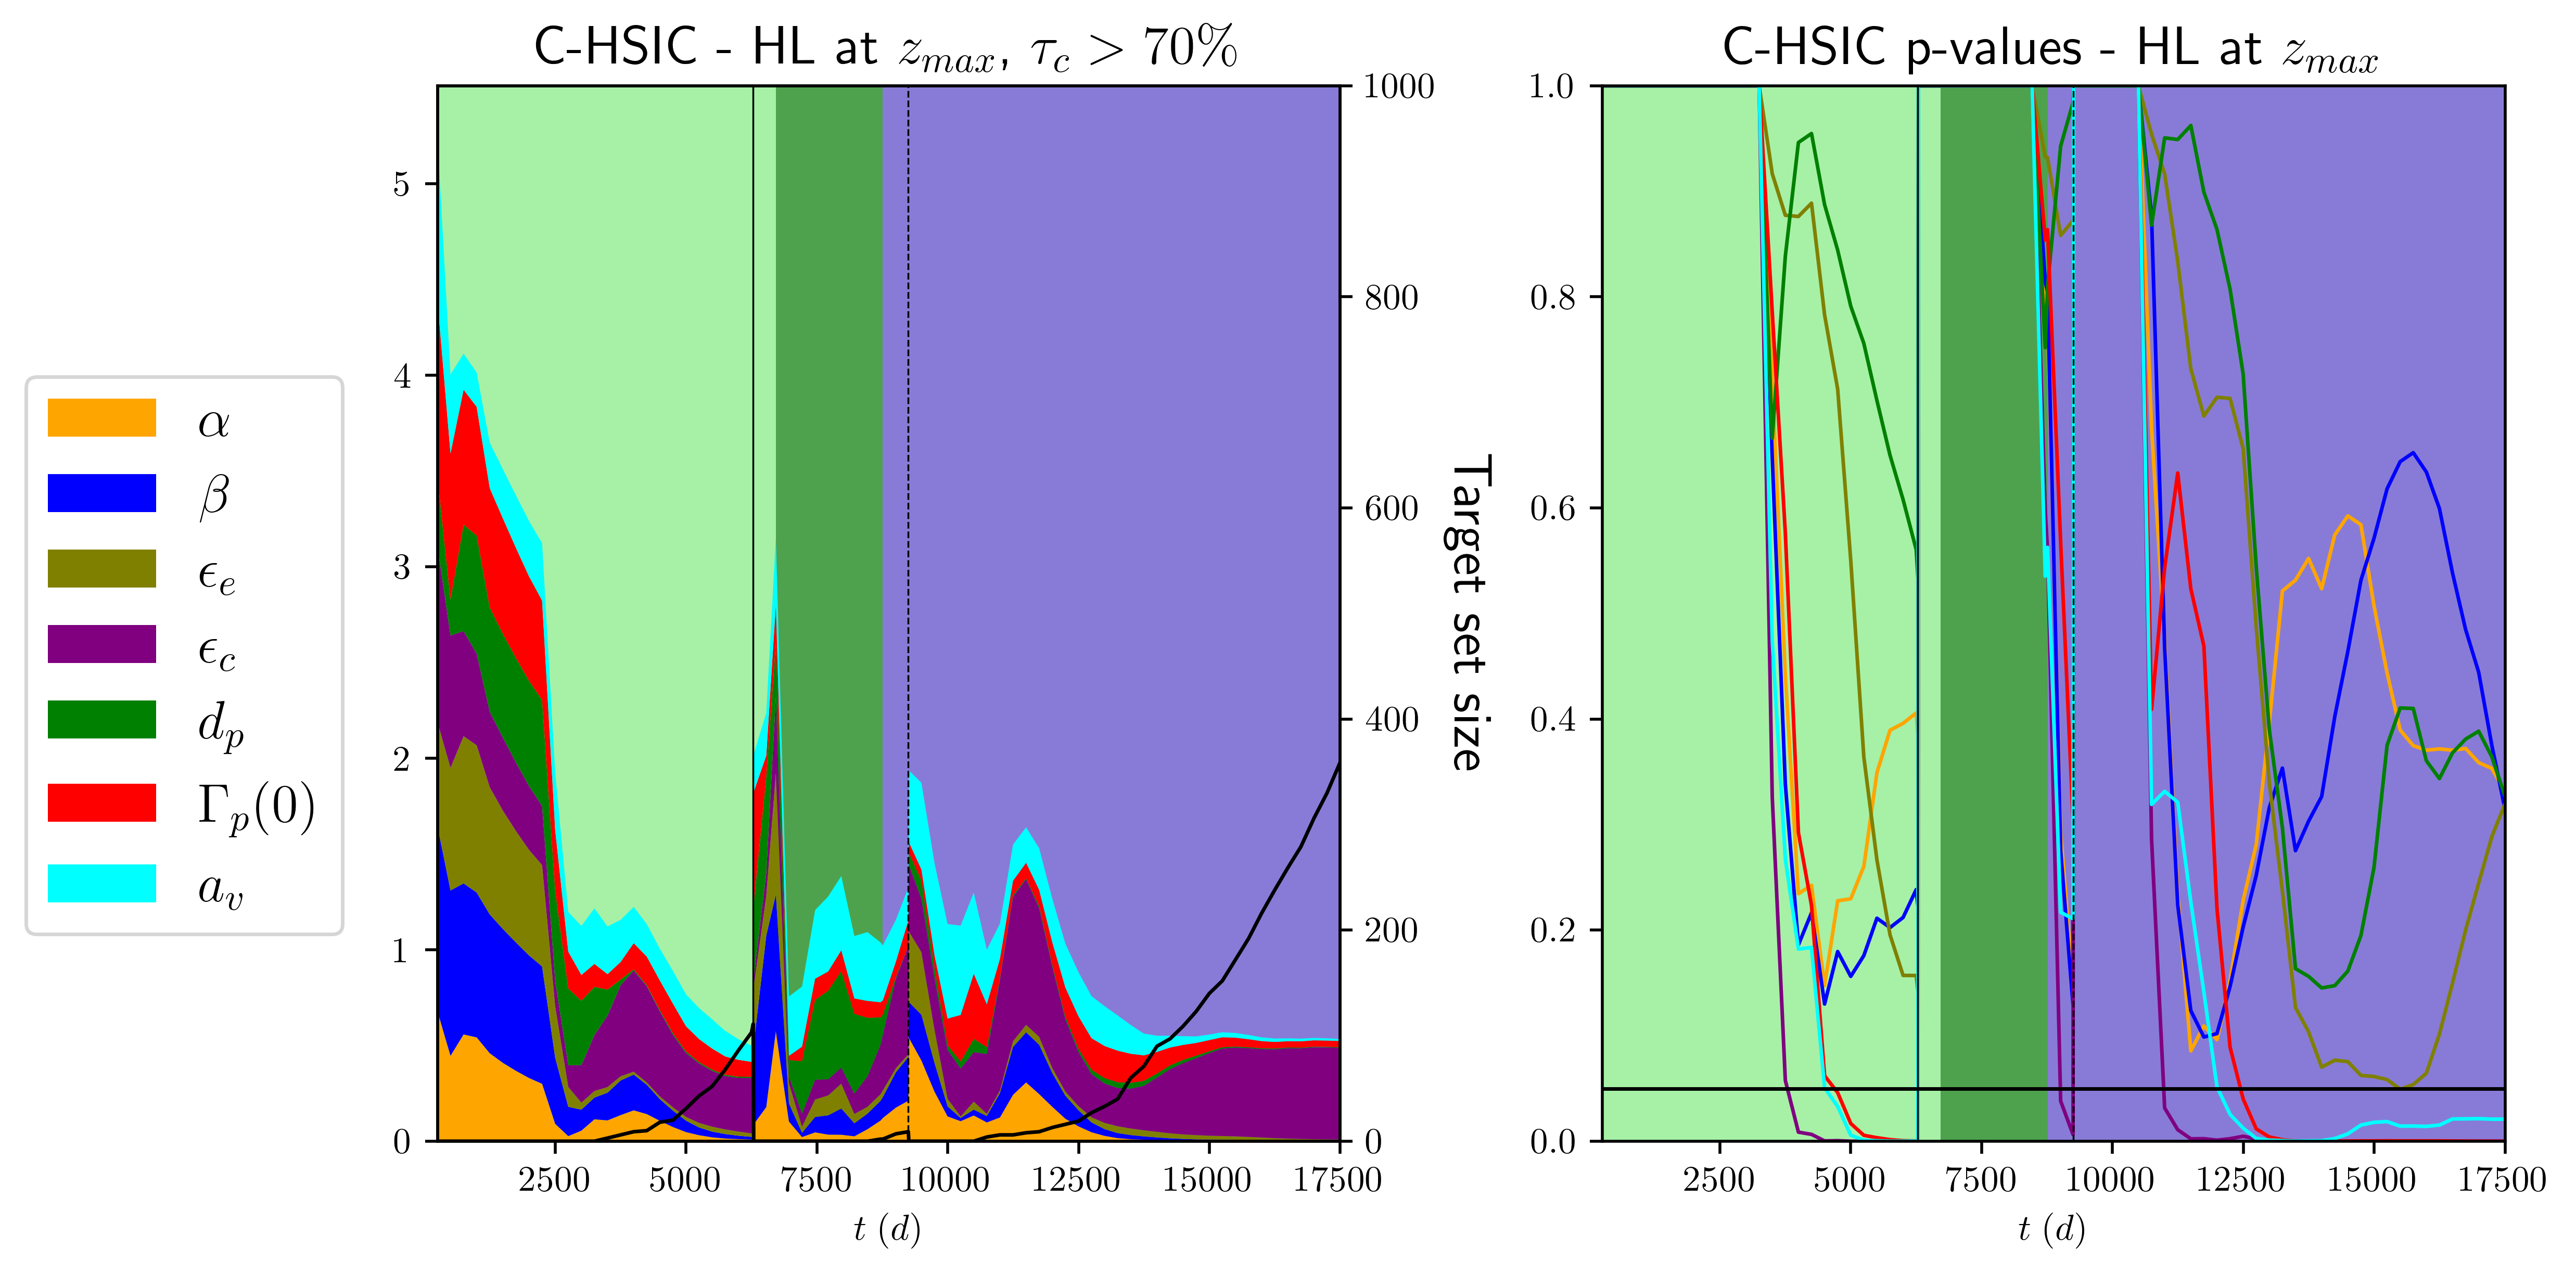 C-HSIC - HL at z_max, τ_c > 70%
C-HSIC p-values - HL at z_max
α
β
ϵ_e
ϵ_c
d_p
Γ_p(0)
a_v
5
4
3
2
1
0
2500 5000 7500 10000 12500 15000 17500
t (d)
1000
800
600
400
200
0
Target set size
1.0
0.8
0.6
0.4
0.2
0.0
2500 5000 7500 10000 12500 15000 17500
t (d)